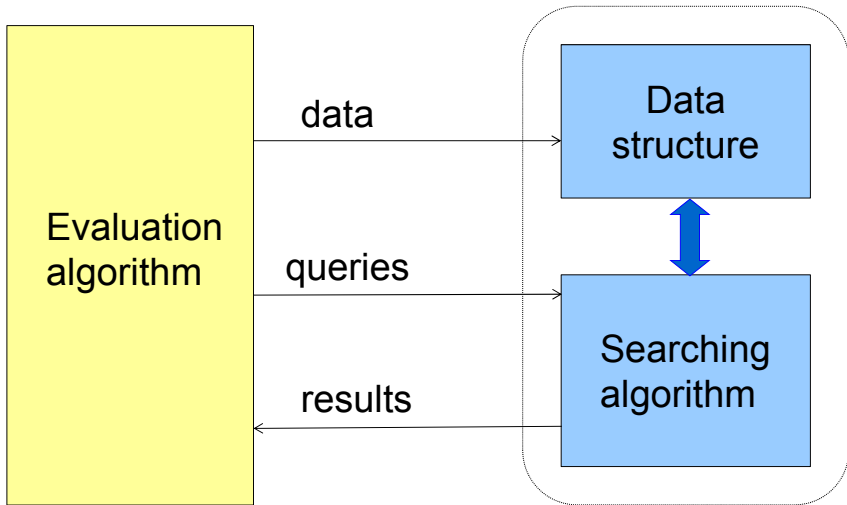 Evaluation
algorithm
data
queries
results
Data
structure
Searching
algorithm